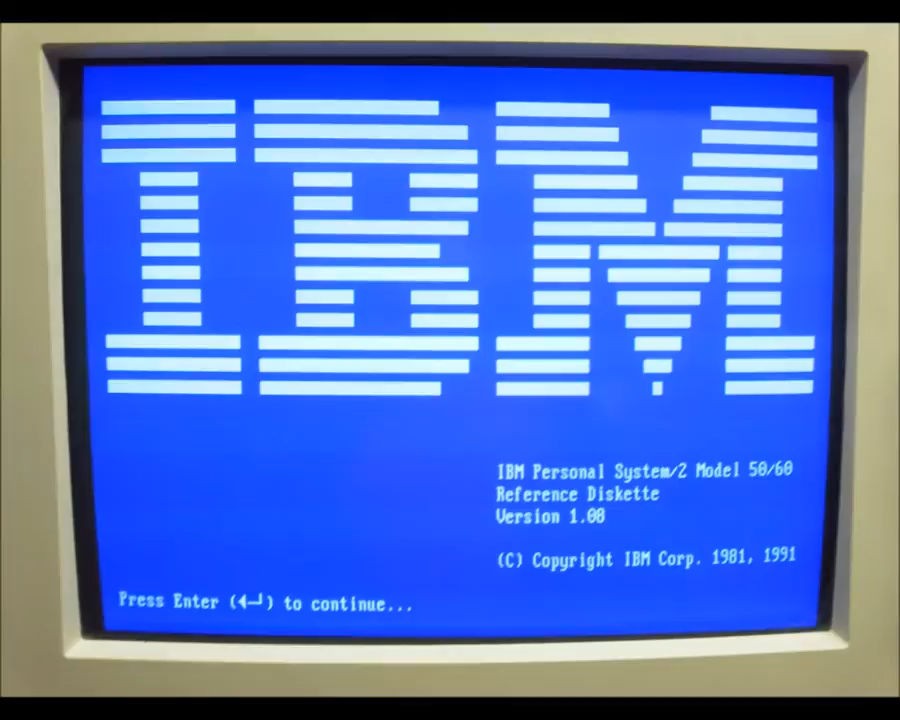 IBM
IBM Personal System/2 Model 50/60
Reference Diskette
Version 1.08
(C) Copyright IBM Corp. 1981, 1991
Press Enter (◄─┘) to continue...